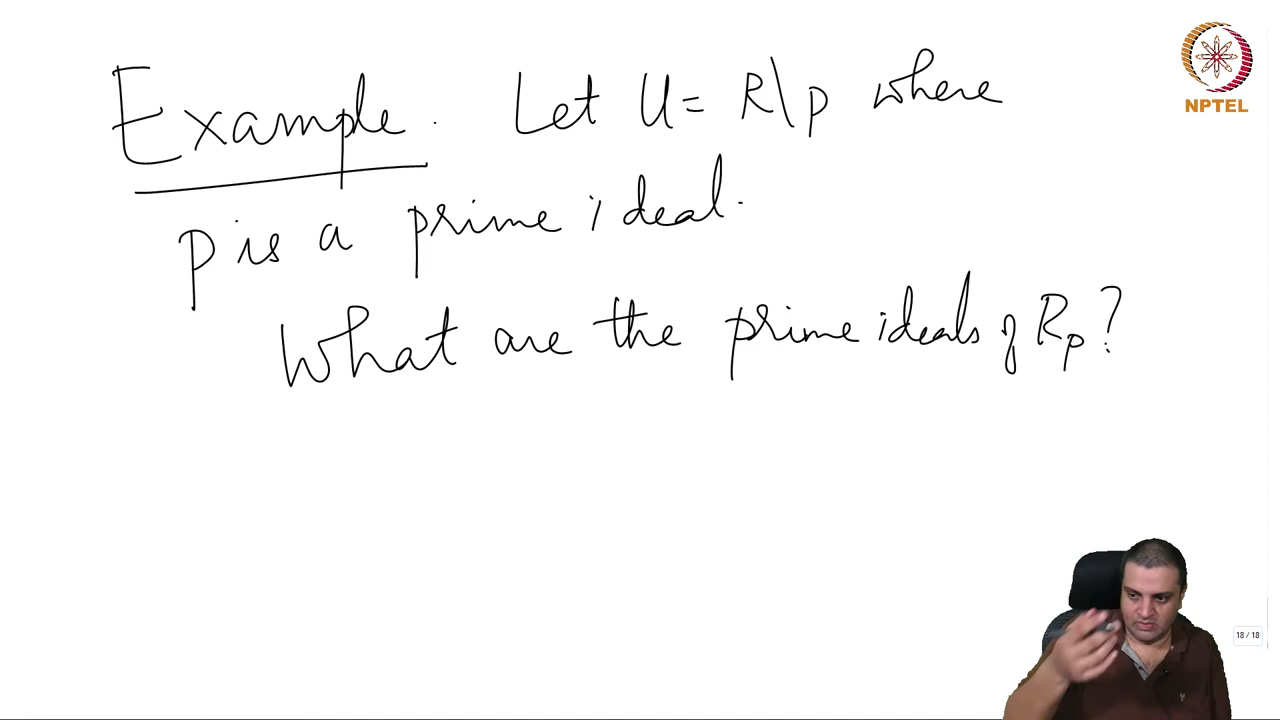 Example. Let U = R\p where
p is a prime ideal.
What are the prime ideals of Rₚ?
NPTEL
18 / 18